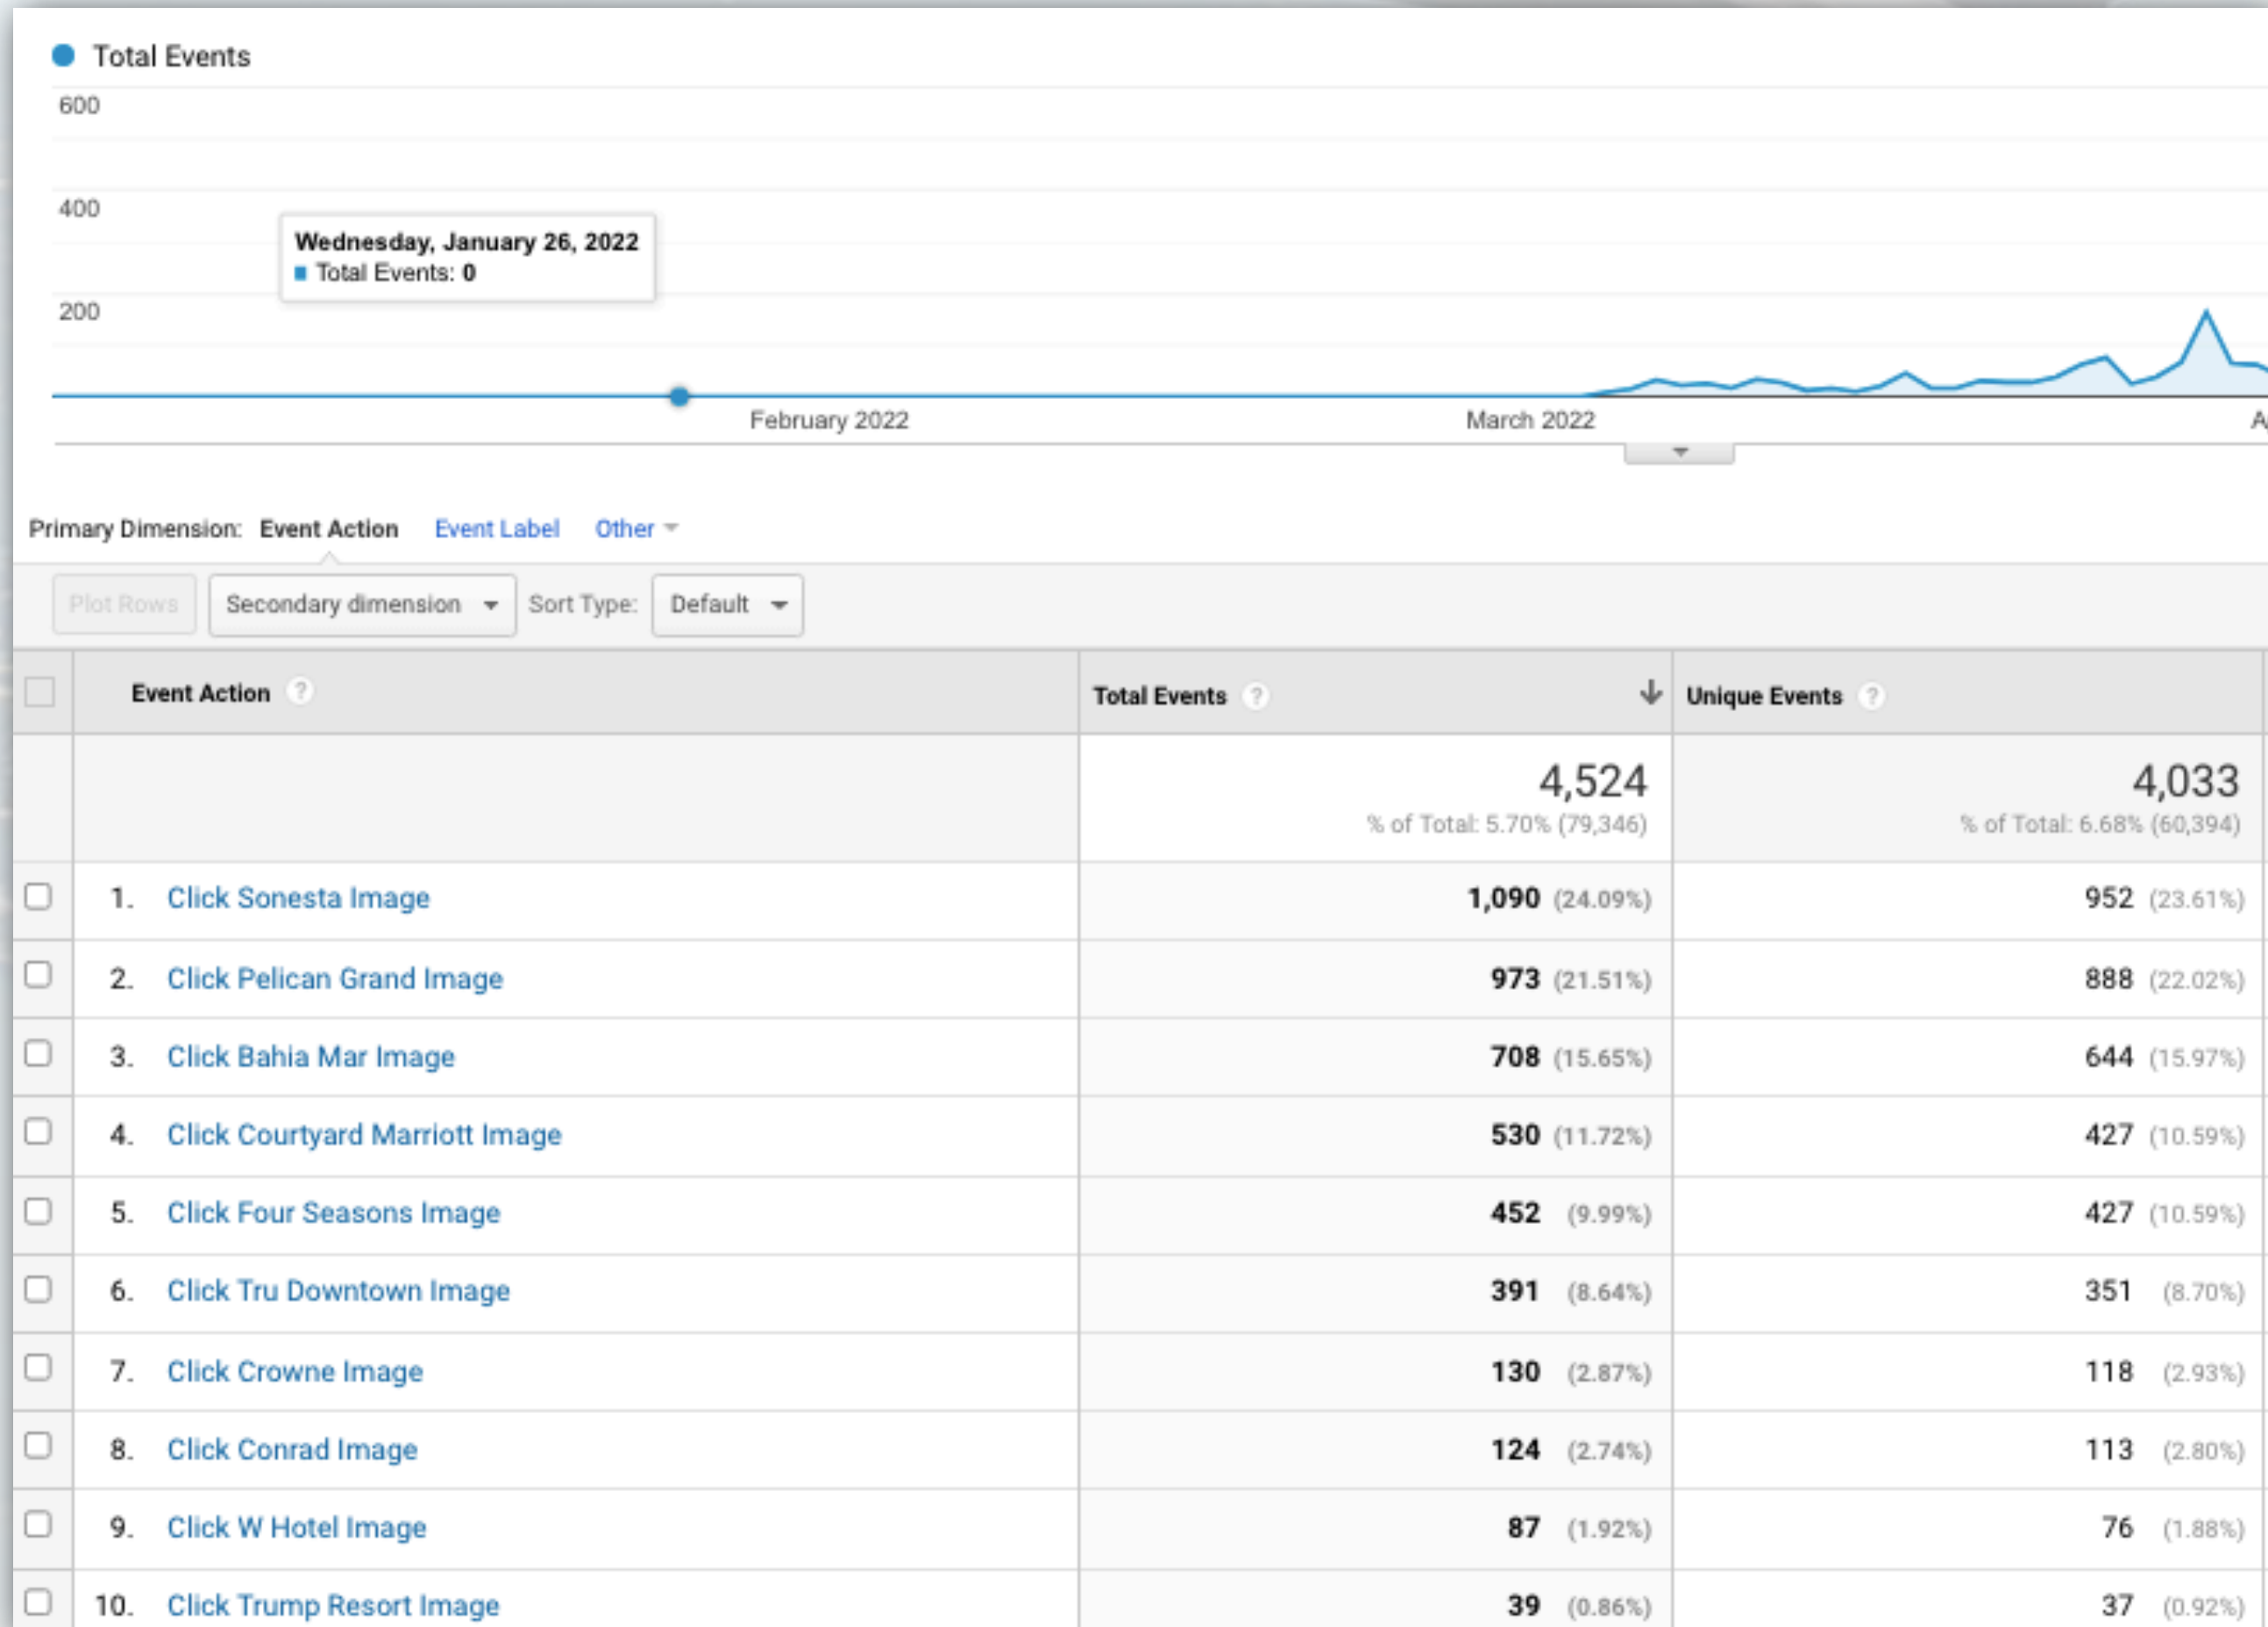 Total Events
600
400
Wednesday, January 26, 2022
Total Events: 0
200
February 2022 March 2022
Primary Dimension: Event Action Event Label Other
Plot Rows Secondary dimension Sort Type: Default
Event Action ? Total Events ? Unique Events ?
4,524 4,033
% of Total: 5.70% (79,346) % of Total: 6.68% (60,394)
1. Click Sonesta Image 1,090 (24.09%) 952 (23.61%)
2. Click Pelican Grand Image 973 (21.51%) 888 (22.02%)
3. Click Bahia Mar Image 708 (15.65%) 644 (15.97%)
4. Click Courtyard Marriott Image 530 (11.72%) 427 (10.59%)
5. Click Four Seasons Image 452 (9.99%) 427 (10.59%)
6. Click Tru Downtown Image 391 (8.64%) 351 (8.70%)
7. Click Crowne Image 130 (2.87%) 118 (2.93%)
8. Click Conrad Image 124 (2.74%) 113 (2.80%)
9. Click W Hotel Image 87 (1.92%) 76 (1.88%)
10. Click Trump Resort Image 39 (0.86%) 37 (0.92%)